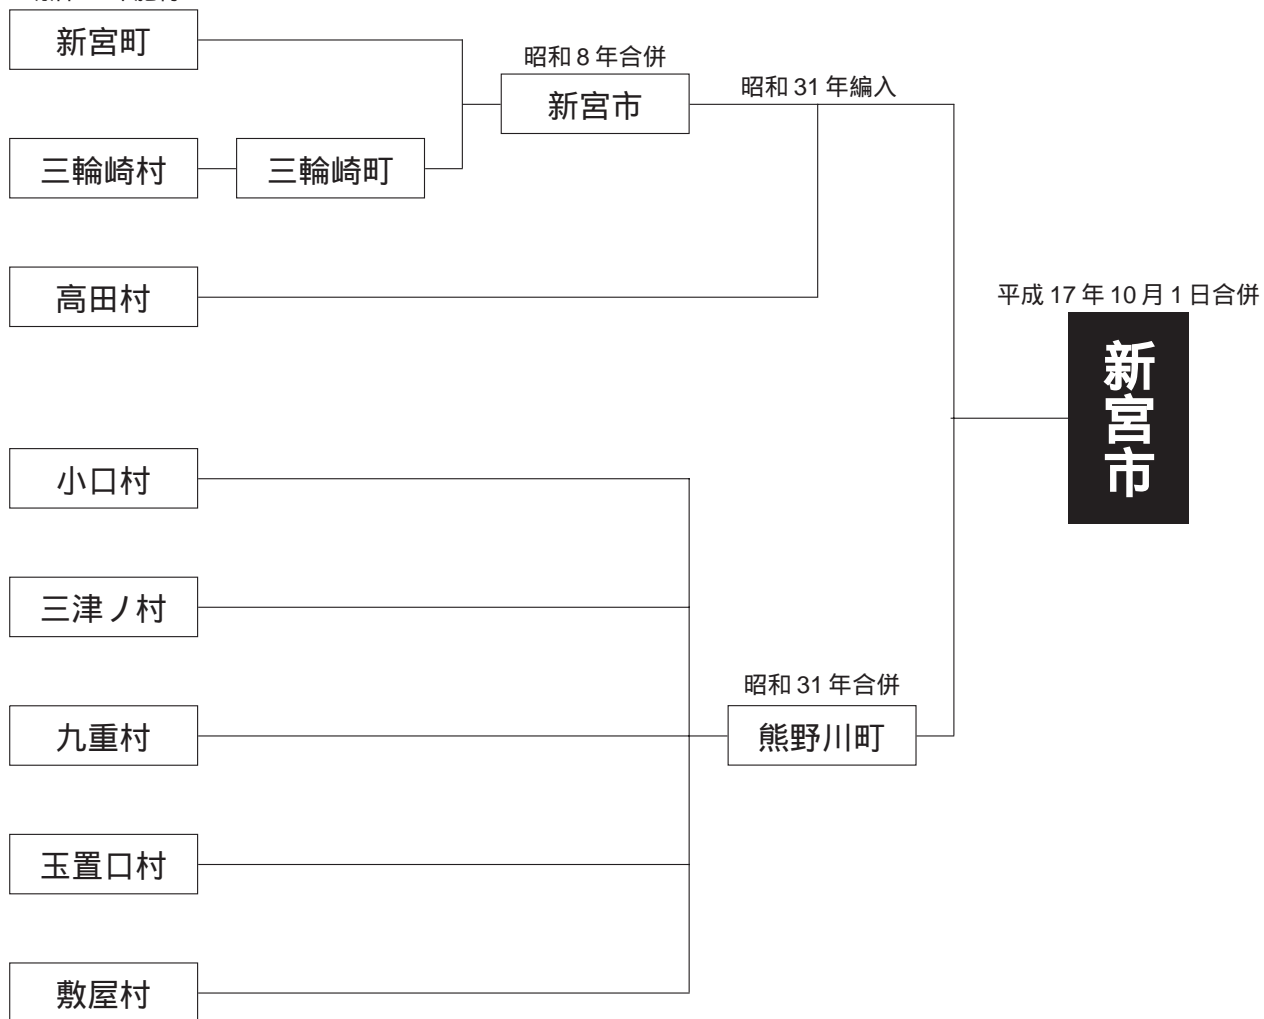 新宮町
昭和8年合併
新宮市
昭和31年編入
三輪崎村
三輪崎町
高田村
平成17年10月1日合併
新宮市
小口村
三津ノ村
九重村
昭和31年合併
熊野川町
玉置口村
敷屋村